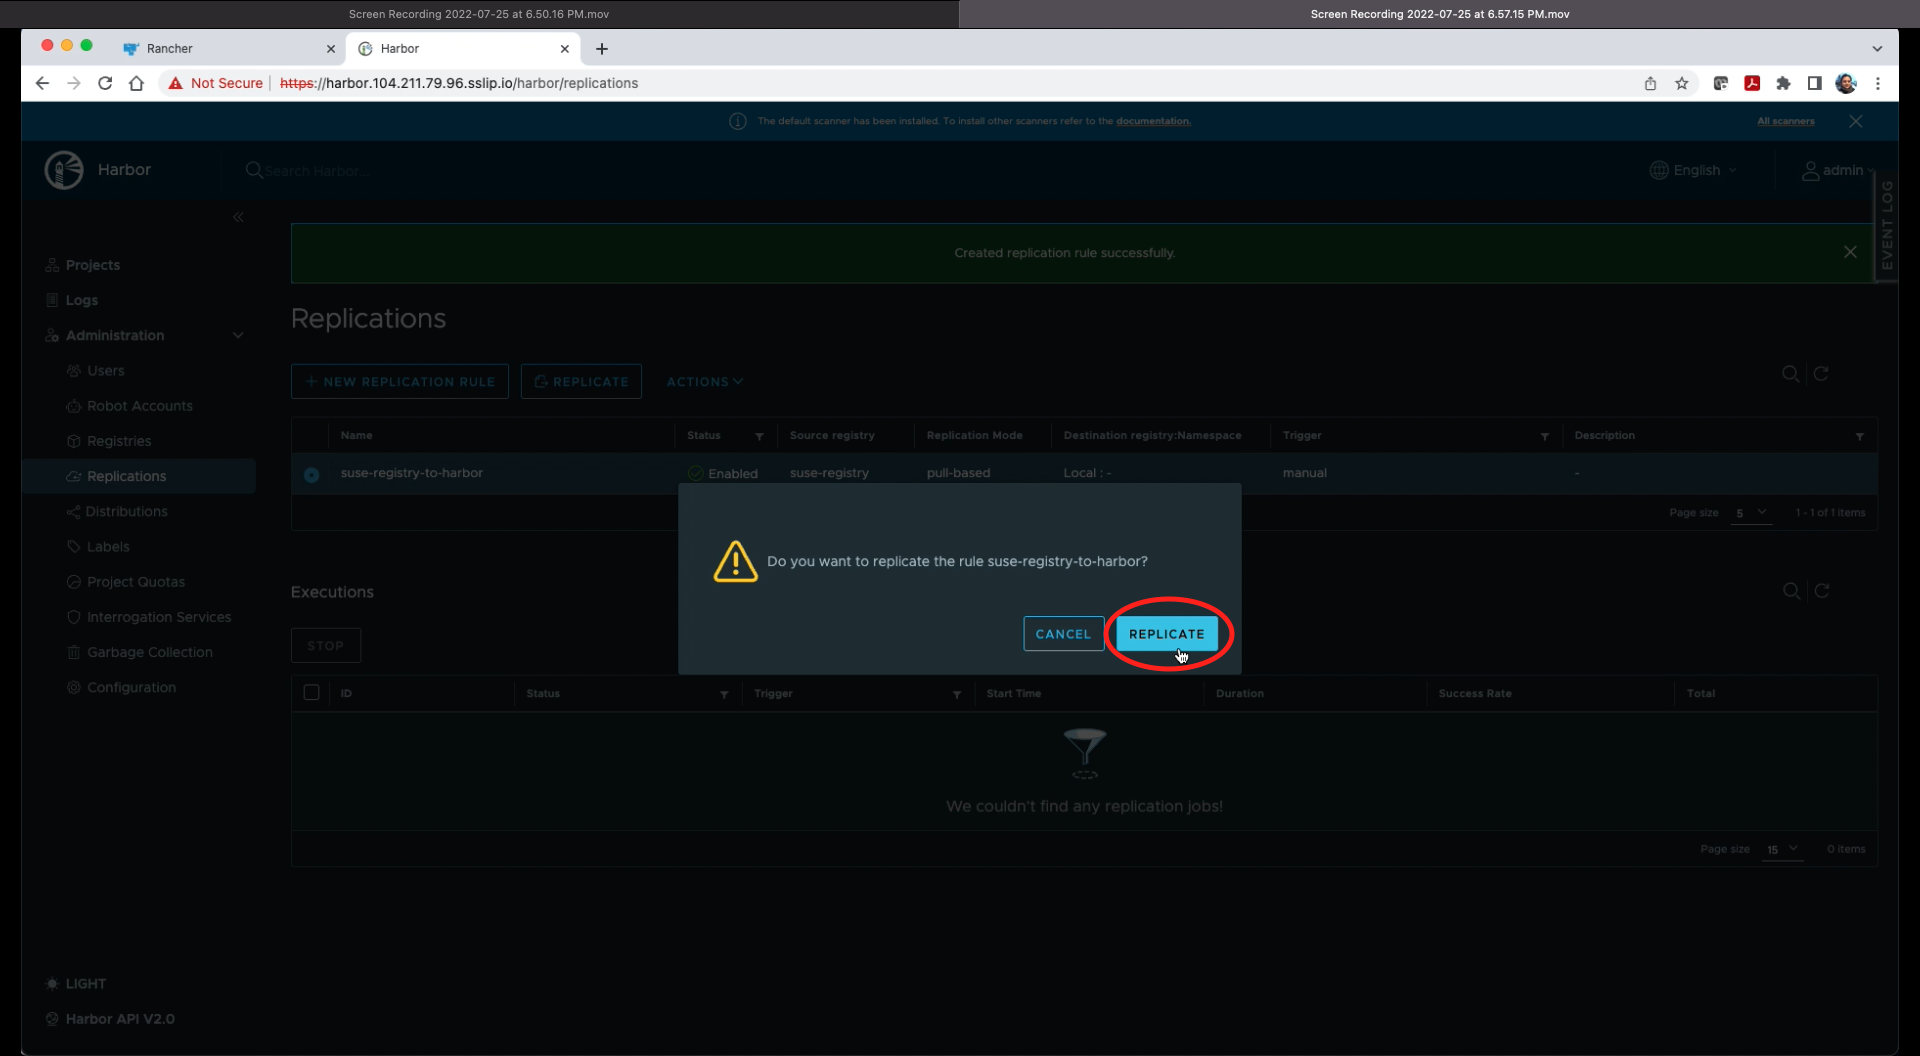 Screen Recording 2022-07-25 at 6.50.16 PM.mov
Screen Recording 2022-07-25 at 6.57.15 PM.mov
Rancher
Harbor
Not Secure
https://harbor.104.211.79.96.sslip.io/harbor/replications
The default scanner has been installed. To install other scanners refer to the documentation.
All scanners
Harbor
Search Harbor...
English
admin
EVENT LOG
Created replication rule successfully.
Projects
Logs
Administration
Users
Robot Accounts
Registries
Replications
Distributions
Labels
Project Quotas
Interrogation Services
Garbage Collection
Configuration
LIGHT
Harbor API V2.0
Replications
+ NEW REPLICATION RULE
REPLICATE
ACTIONS
Name Status Source registry Replication Mode Destination registry:Namespace Trigger Description
suse-registry-to-harbor Enabled suse-registry pull-based Local : - manual -
Page size 5 1 - 1 of 1 items
Do you want to replicate the rule suse-registry-to-harbor?
CANCEL
REPLICATE
Executions
STOP
ID Status Trigger Start Time Duration Success Rate Total
We couldn't find any replication jobs!
Page size 15 0 items